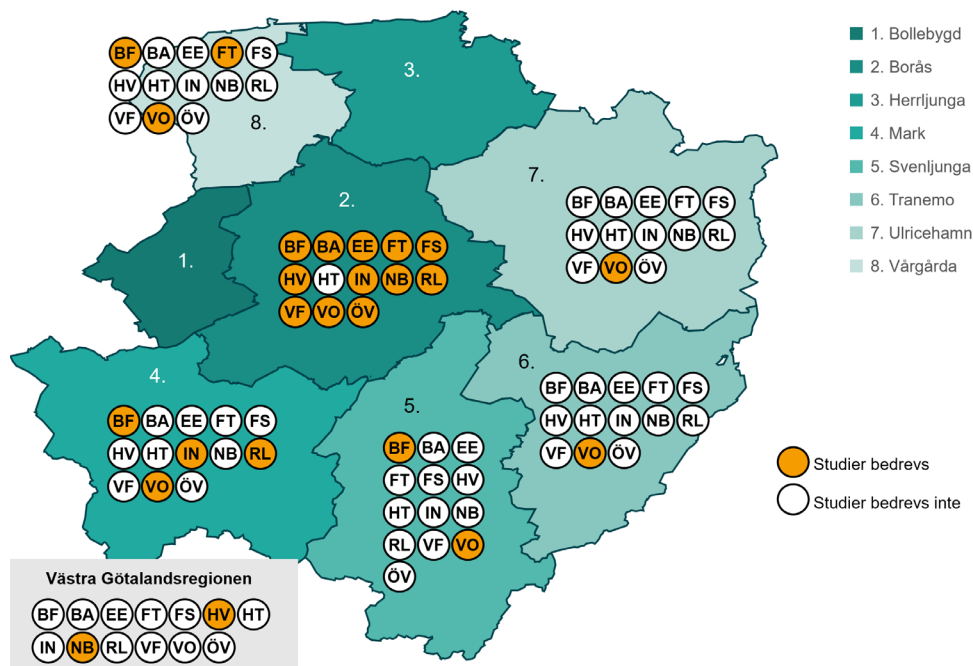 BF BA EE FT FS
HV HT IN NB RL
VF VO ÖV
8.
3.
1. Bollebygd
2. Borås
3. Herrljunga
4. Mark
5. Svenljunga
6. Tranemo
7. Ulricehamn
8. Vårgårda
7.
BF BA EE FT FS
HV HT IN NB RL
VF VO ÖV
2.
BF BA EE FT FS
HV HT IN NB RL
VF VO ÖV
1.
4.
BF BA EE FT FS
HV HT IN NB RL
VF VO ÖV
5.
BF BA EE
FT FS HV
HT IN NB
RL VF VO
ÖV
6.
BF BA EE FT FS
HV HT IN NB RL
VF VO ÖV
Studier bedrevs
Studier bedrevs inte
Västra Götalandsregionen
BF BA EE FT FS HV HT
IN NB RL VF VO ÖV